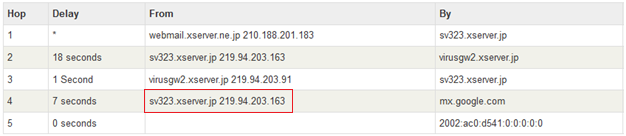 Hop Delay From By
1 * webmail.xserver.ne.jp 210.188.201.183 sv323.xserver.jp
2 18 seconds sv323.xserver.jp 219.94.203.163 virusgw2.xserver.jp
3 1 Second virusgw2.xserver.jp 219.94.203.91 sv323.xserver.jp
4 7 seconds sv323.xserver.jp 219.94.203.163 mx.google.com
5 0 seconds 2002:ac0:d541:0:0:0:0:0